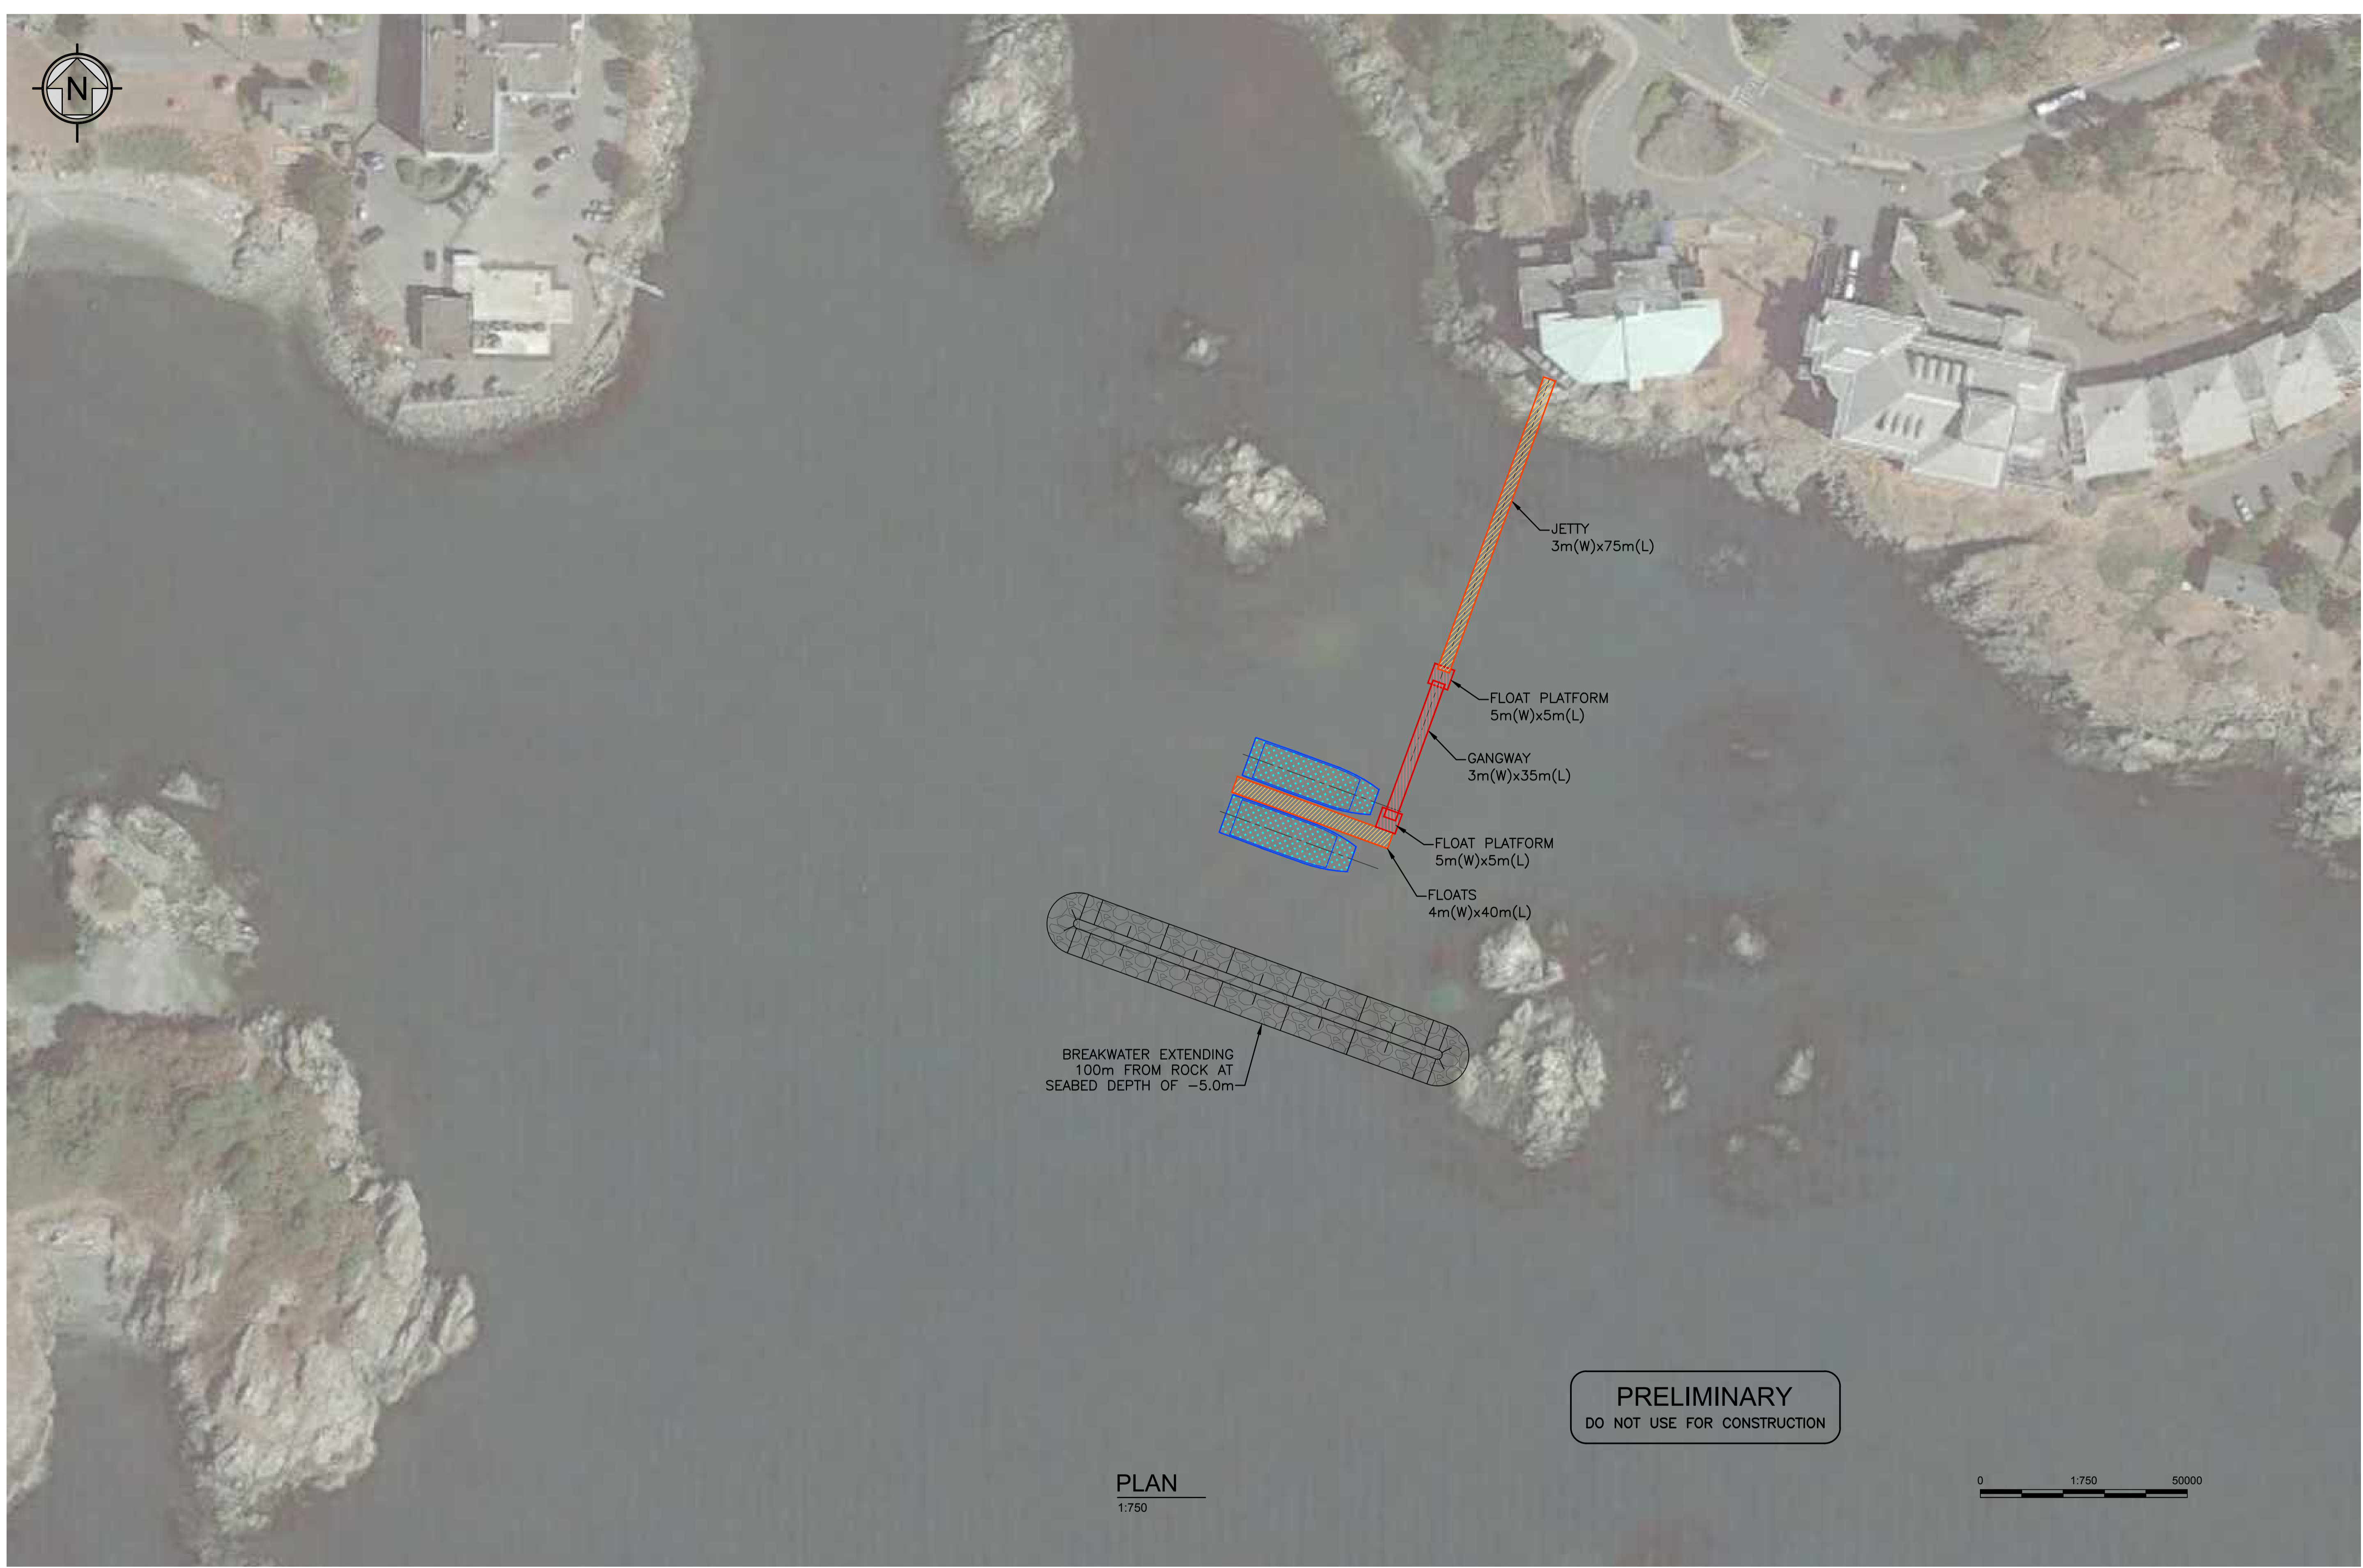 N
JETTY
3m(W)x75m(L)
FLOAT PLATFORM
5m(W)x5m(L)
GANGWAY
3m(W)x35m(L)
FLOAT PLATFORM
5m(W)x5m(L)
FLOATS
4m(W)x40m(L)
BREAKWATER EXTENDING
100m FROM ROCK AT
SEABED DEPTH OF -5.0m
PRELIMINARY
DO NOT USE FOR CONSTRUCTION
PLAN
1:750
0 1:750 50000